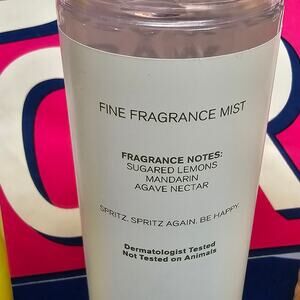 FINE FRAGRANCE MIST
FRAGRANCE NOTES:
SUGARED LEMONS
MANDARIN
AGAVE NECTAR
SPRITZ. SPRITZ AGAIN. BE HAPPY.
Dermatologist Tested
Not Tested on Animals